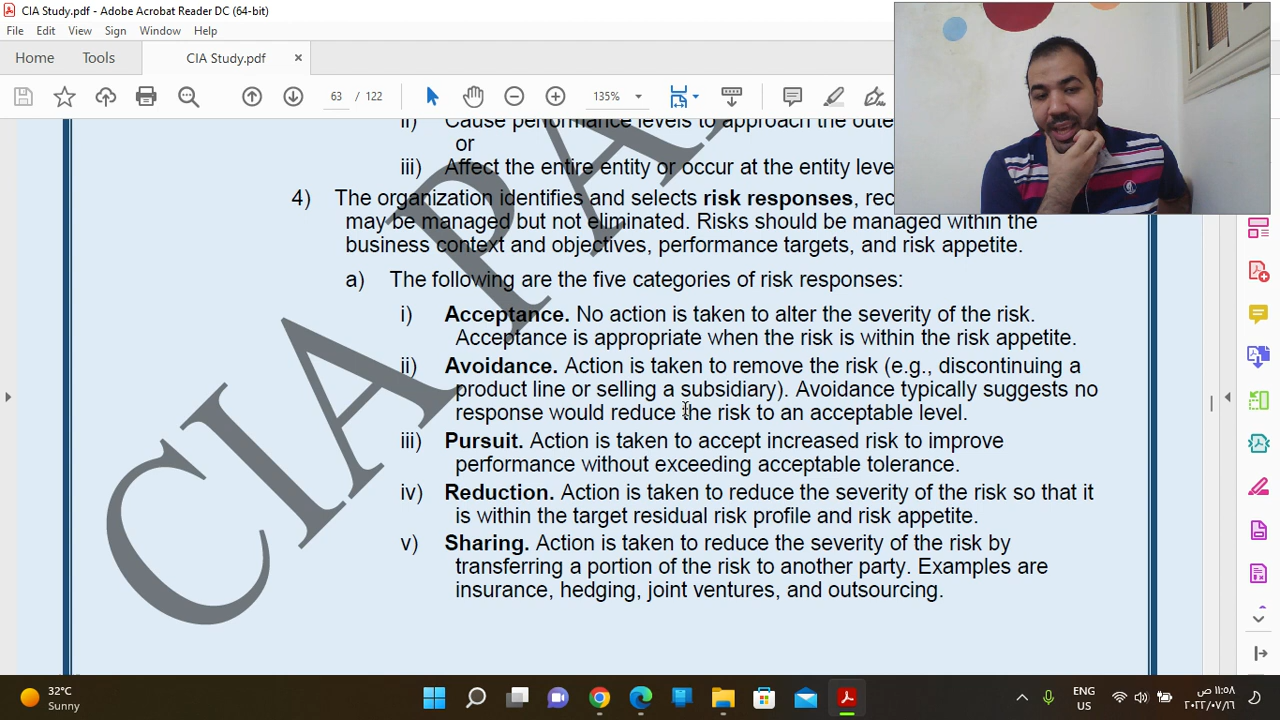 CIA Study.pdf - Adobe Acrobat Reader DC (64-bit)
File Edit View Sign Window Help
Home Tools CIA Study.pdf ×
63 / 122 135%
ii) Cause performance levels to approach the oute
or
iii) Affect the entire entity or occur at the entity leve
4) The organization identifies and selects risk responses, rec
may be managed but not eliminated. Risks should be managed within the
business context and objectives, performance targets, and risk appetite.
a) The following are the five categories of risk responses:
i) Acceptance. No action is taken to alter the severity of the risk.
Acceptance is appropriate when the risk is within the risk appetite.
ii) Avoidance. Action is taken to remove the risk (e.g., discontinuing a
product line or selling a subsidiary). Avoidance typically suggests no
response would reduce the risk to an acceptable level.
iii) Pursuit. Action is taken to accept increased risk to improve
performance without exceeding acceptable tolerance.
iv) Reduction. Action is taken to reduce the severity of the risk so that it
is within the target residual risk profile and risk appetite.
v) Sharing. Action is taken to reduce the severity of the risk by
transferring a portion of the risk to another party. Examples are
insurance, hedging, joint ventures, and outsourcing.
CIA PA
32°C
Sunny
ENG
US
١١:٥٨ ص
٢٠٢٢/٠٧/١٦